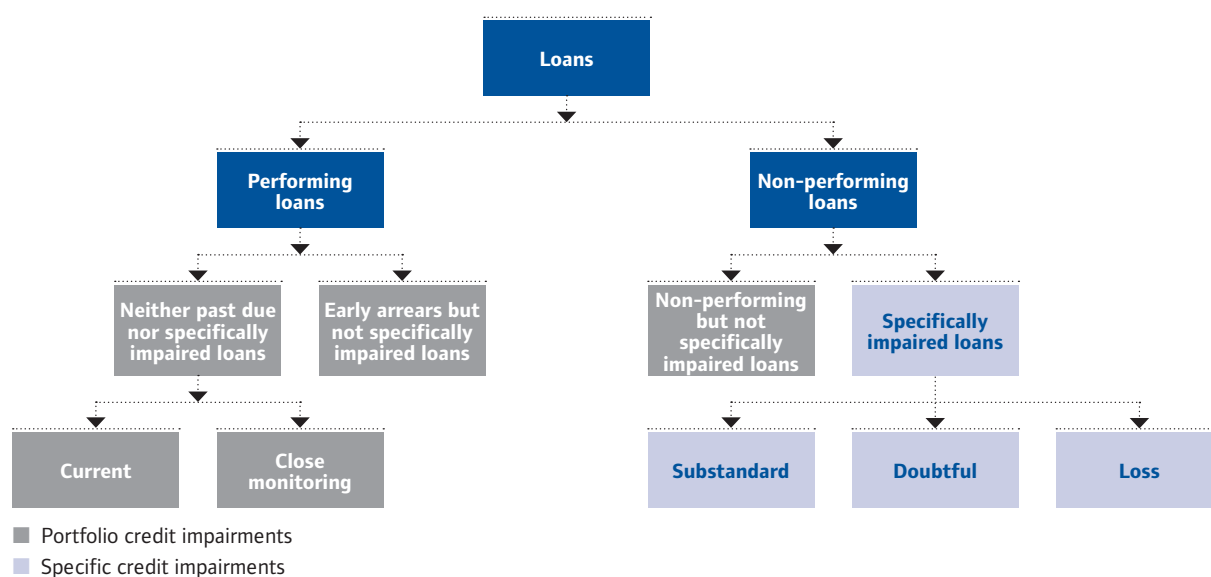 Loans
Performing
loans
Non-performing
loans
Neither past due
nor specifically
impaired loans
Early arrears but
not specifically
impaired loans
Non-performing
but not
specifically
impaired loans
Specifically
impaired loans
Current
Close
monitoring
Substandard
Doubtful
Loss
Portfolio credit impairments
Specific credit impairments